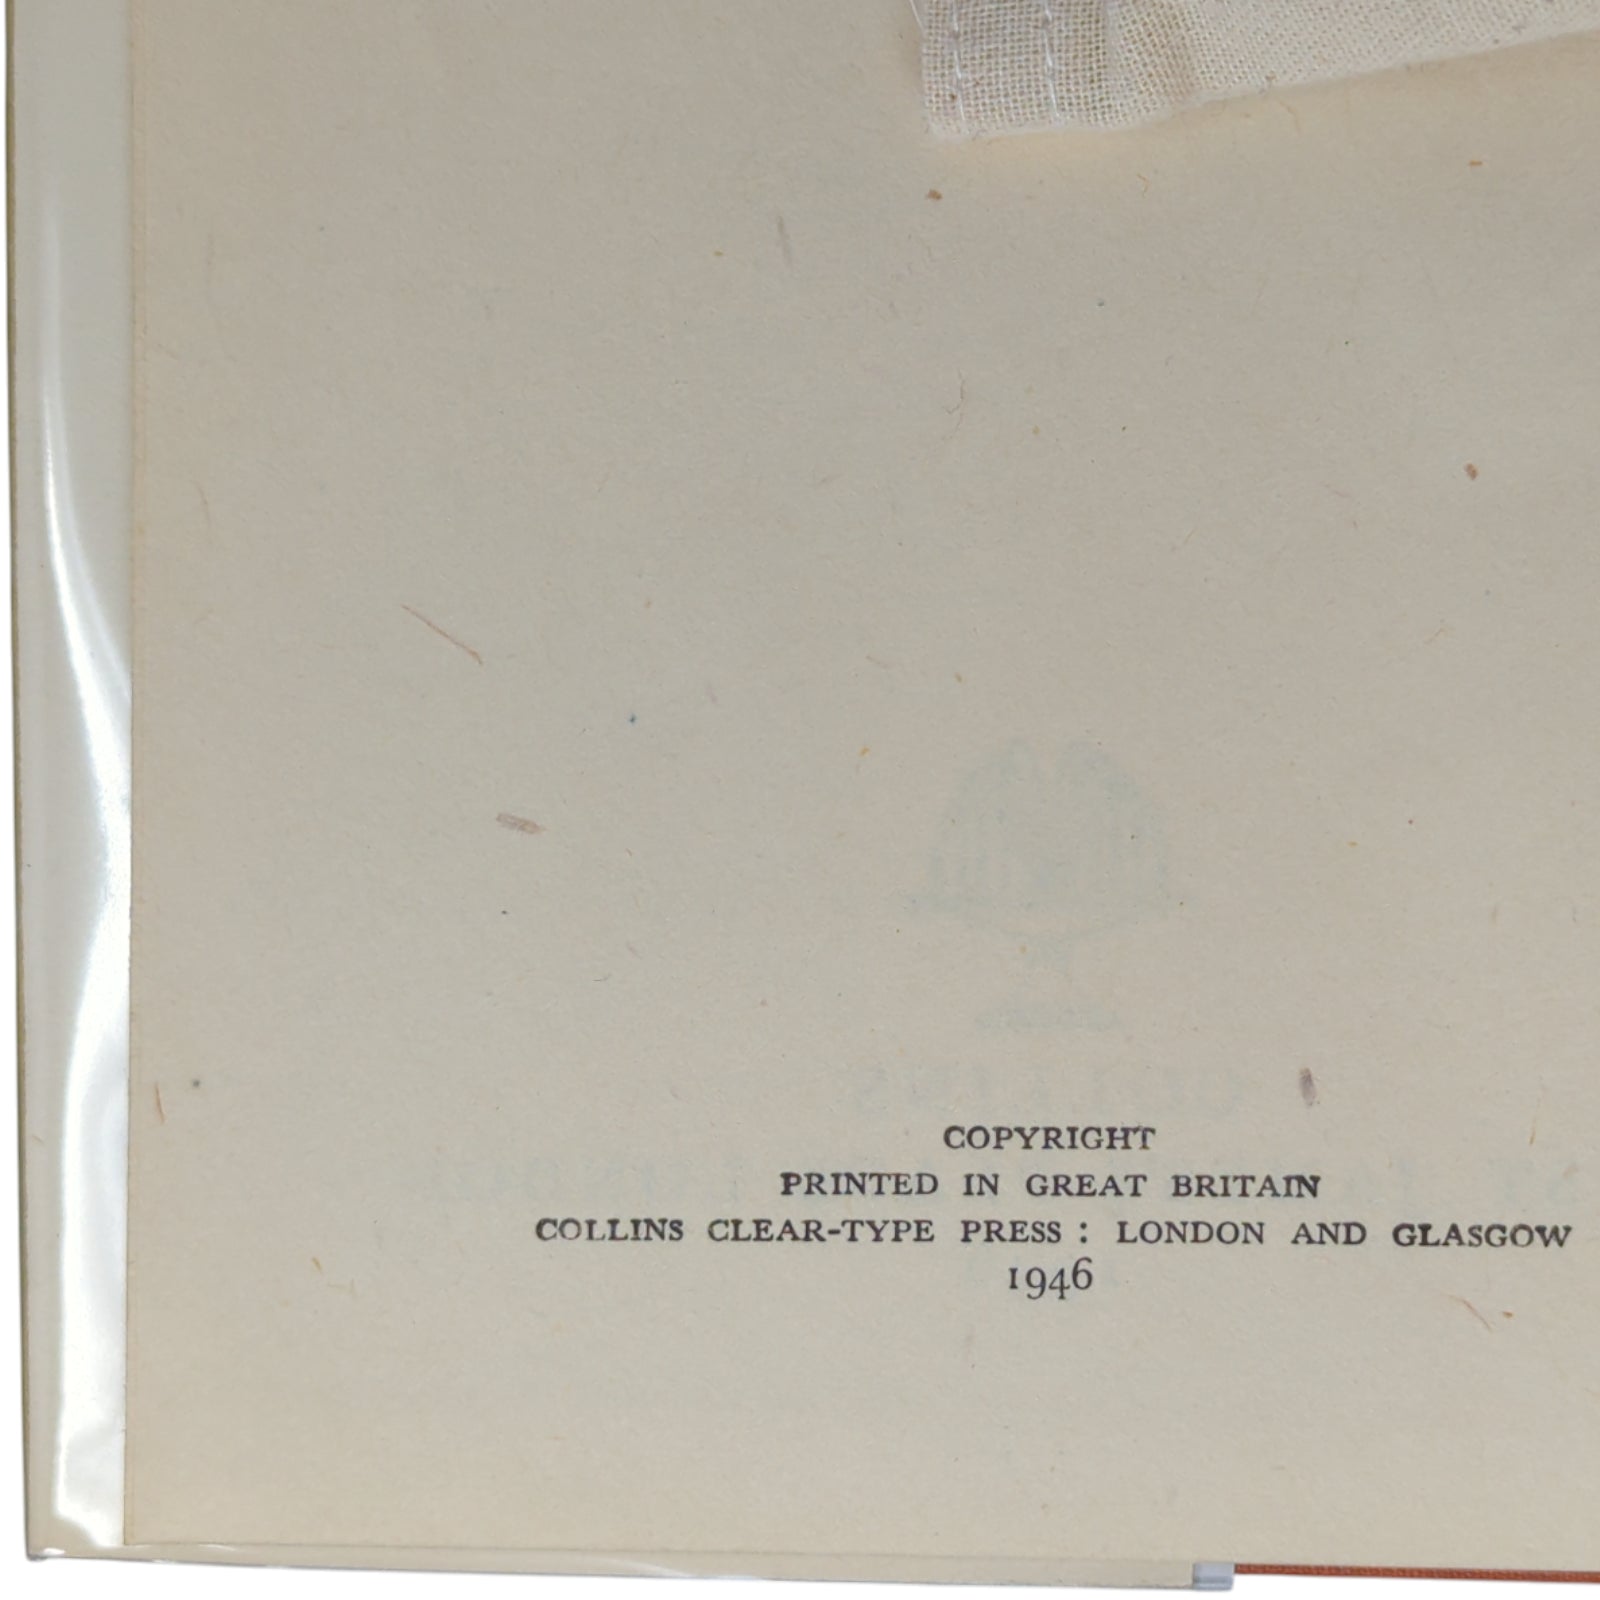 COPYRIGHT
PRINTED IN GREAT BRITAIN
COLLINS CLEAR-TYPE PRESS : LONDON AND GLASGOW
1946